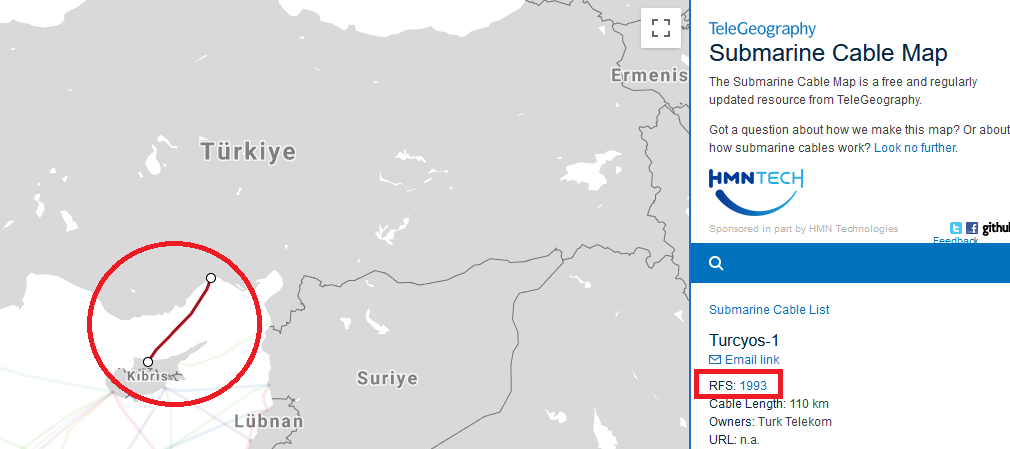 Ermenis
Türkiye
Kıbrıs
Suriye
Lübnan
TeleGeography
Submarine Cable Map
The Submarine Cable Map is a free and regularly
updated resource from TeleGeography.
Got a question about how we make this map? Or about
how submarine cables work? Look no further.
HMNTECH
Sponsored in part by HMN Technologies
githu
Feedback
Submarine Cable List
Turcyos-1
Email link
RFS: 1993
Cable Length: 110 km
Owners: Turk Telekom
URL: n.a.